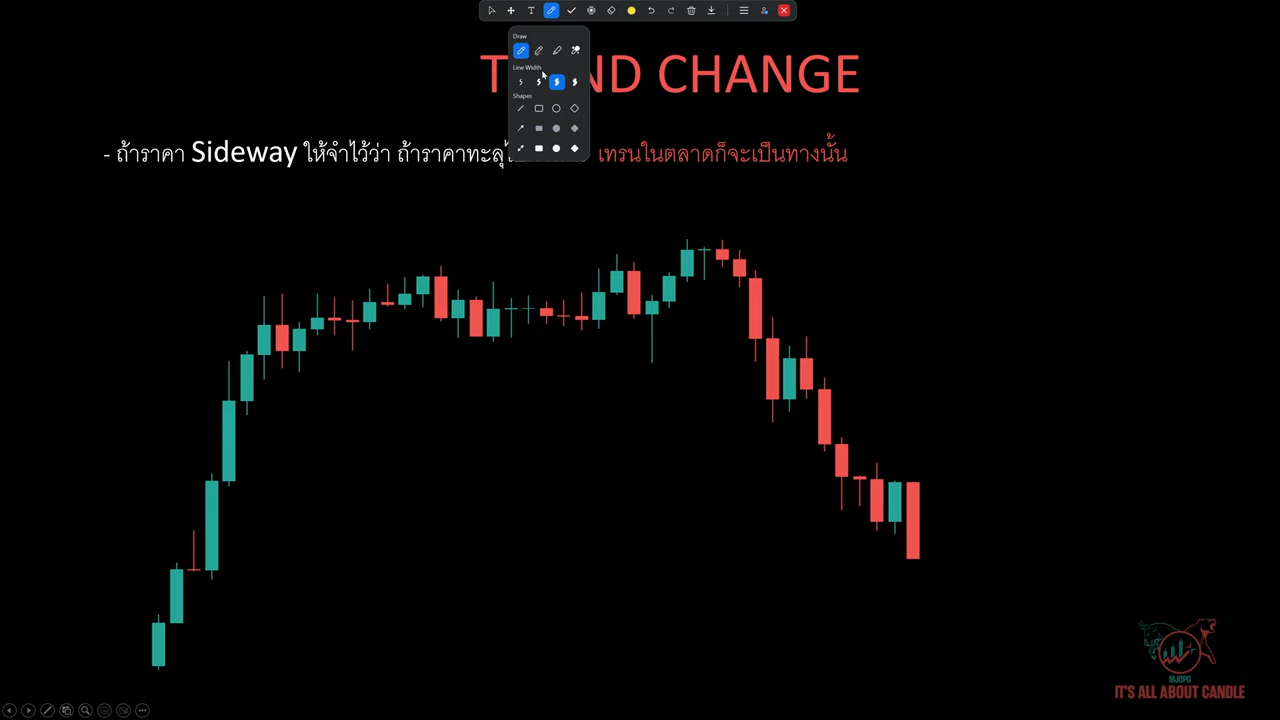 Draw
Line Width
Shapes
T ND CHANGE
- ถ้าราคา Sideway ให้จำไว้ว่า ถ้าราคาทะลุ เทรนในตลาดก็จะเป็นทางนั้น
MJOPO
IT'S ALL ABOUT CANDLE